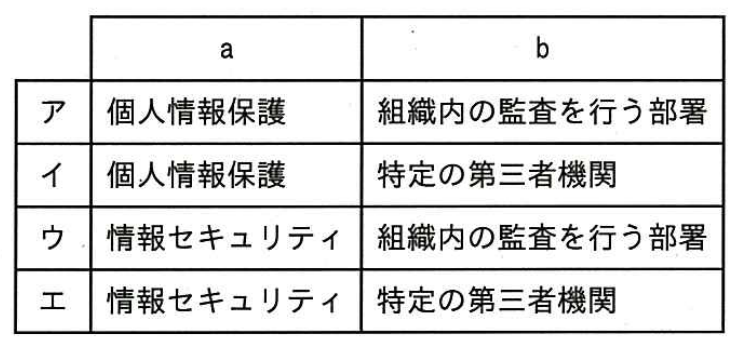 a b
ア 個人情報保護 組織内の監査を行う部署
イ 個人情報保護 特定の第三者機関
ウ 情報セキュリティ 組織内の監査を行う部署
エ 情報セキュリティ 特定の第三者機関